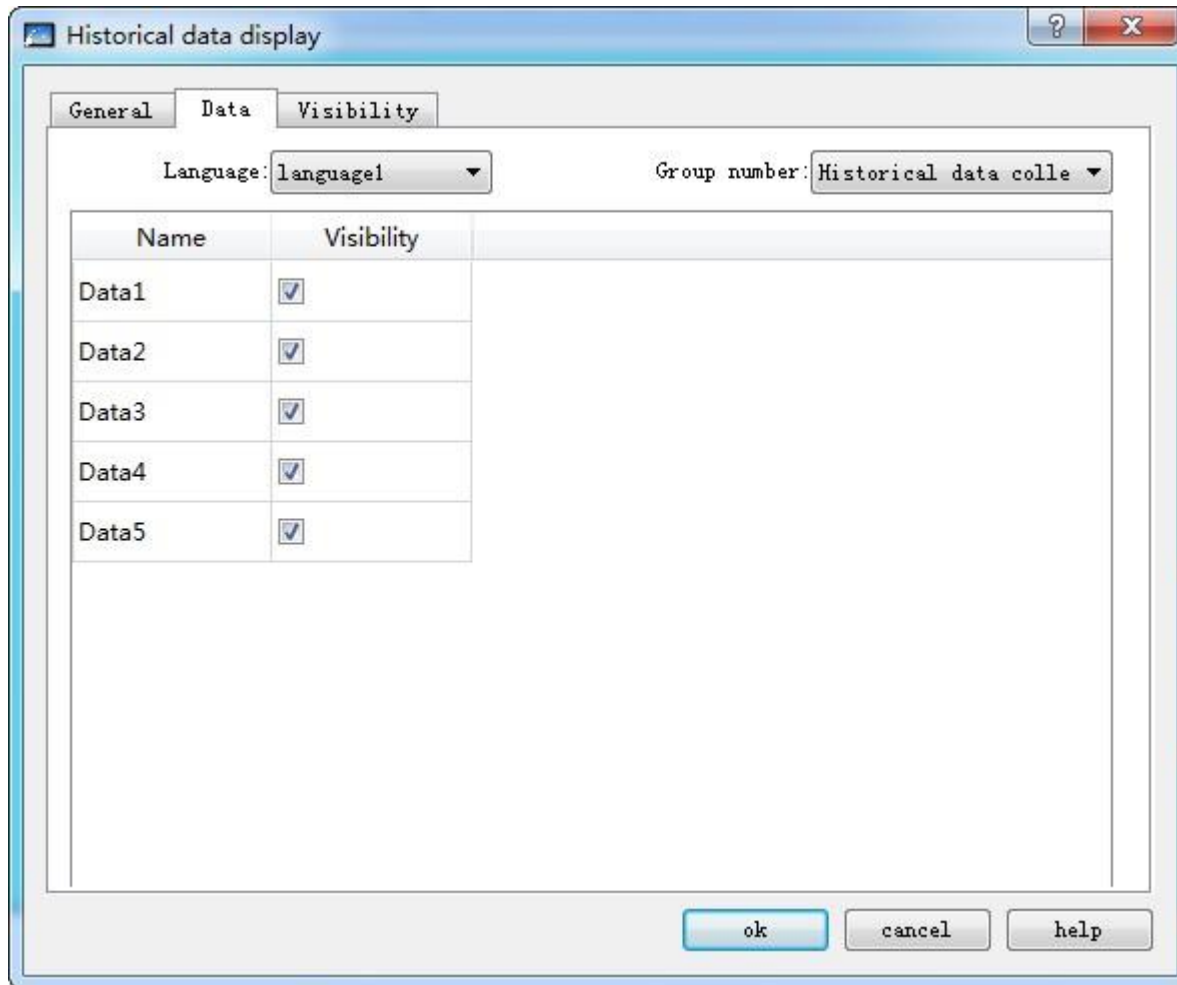 Historical data display
General Data Visibility
Language: language1 Group number: Historical data colle
Name Visibility
Data1
Data2
Data3
Data4
Data5
ok cancel help